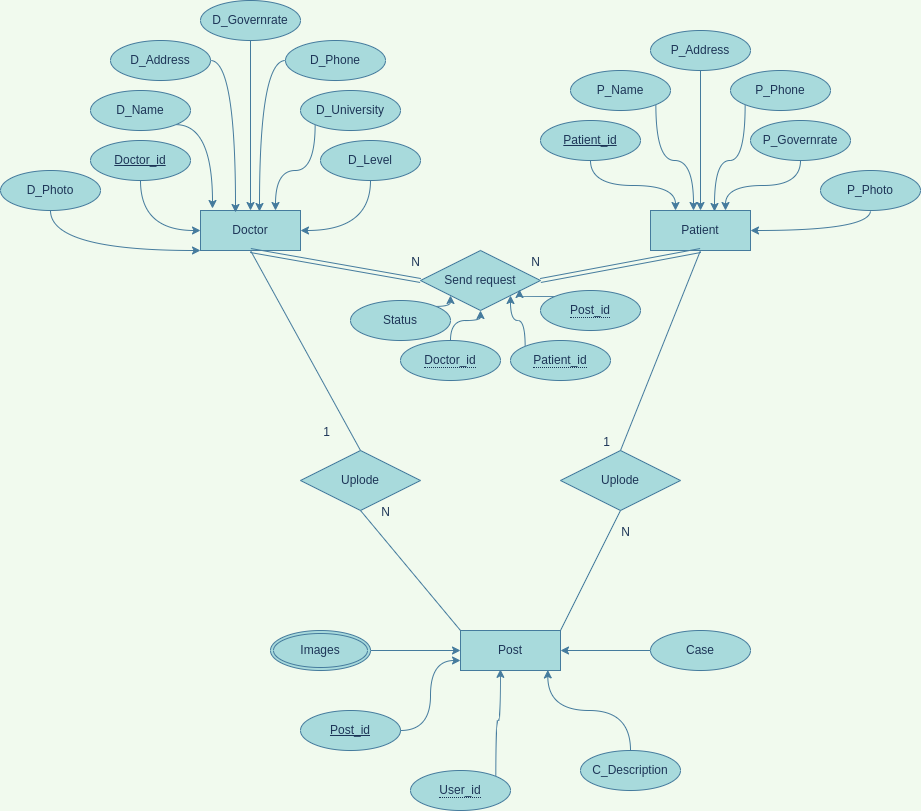 D_Governrate
D_Address
D_Phone
D_Name
D_University
Doctor_id
D_Level
D_Photo
Doctor
P_Address
P_Name
P_Phone
Patient_id
P_Governrate
P_Photo
Patient
N
N
Send request
Status
Post_id
Doctor_id
Patient_id
1
1
Uplode
Uplode
N
N
Images
Post
Case
Post_id
User_id
C_Description